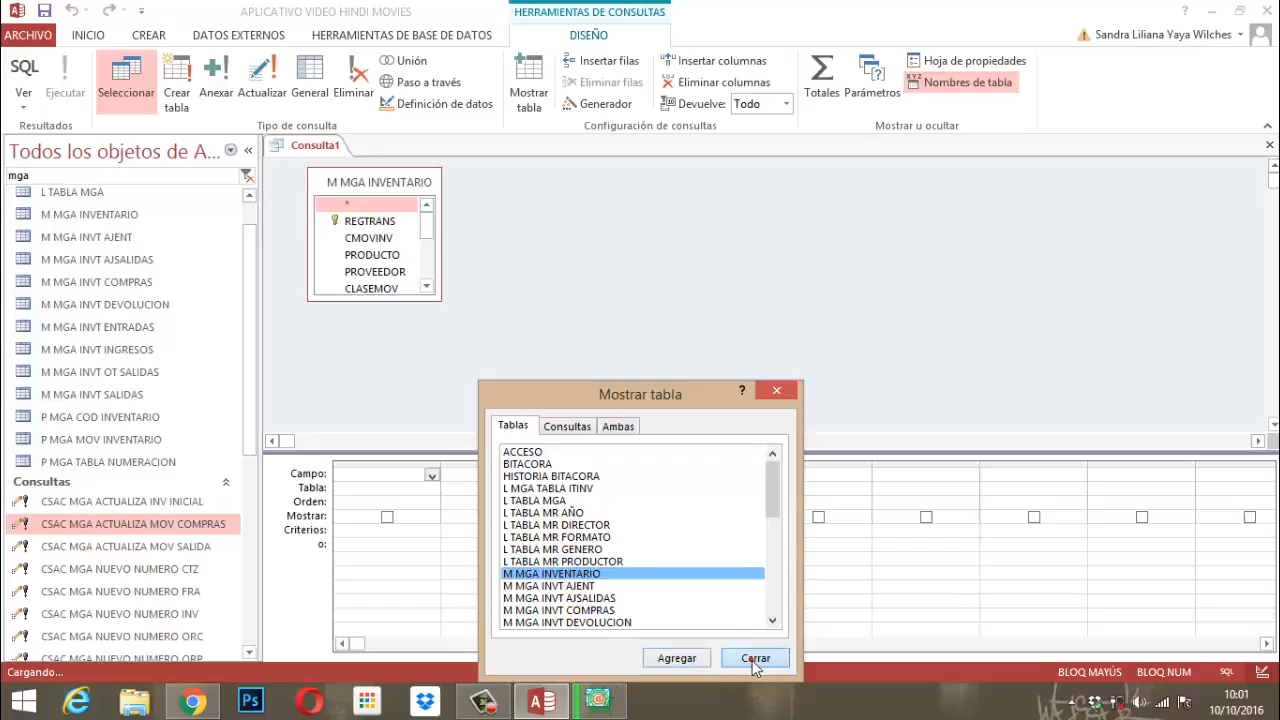 APLICATIVO VIDEO HINDI MOVIES
HERRAMIENTAS DE CONSULTAS
ARCHIVO
INICIO
CREAR
DATOS EXTERNOS
HERRAMIENTAS DE BASE DE DATOS
DISEÑO
Sandra Liliana Yaya Wilches
SQL
Ver
Ejecutar
Resultados
Seleccionar
Crear
tabla
Anexar
Actualizar
General
Eliminar
Unión
Paso a través
Definición de datos
Tipo de consulta
Mostrar
tabla
Insertar filas
Eliminar filas
Generador
Insertar columnas
Eliminar columnas
Devuelve: Todo
Configuración de consultas
Totales
Parámetros
Hoja de propiedades
XYZ Nombres de tabla
Mostrar u ocultar
Todos los objetos de A...
mga
L TABLA MGA
M MGA INVENTARIO
M MGA INVT AJENT
M MGA INVT AJSALIDAS
M MGA INVT COMPRAS
M MGA INVT DEVOLUCION
M MGA INVT ENTRADAS
M MGA INVT INGRESOS
M MGA INVT OT SALIDAS
M MGA INVT SALIDAS
P MGA COD INVENTARIO
P MGA MOV INVENTARIO
P MGA TABLA NUMERACION
Consultas
CSAC MGA ACTUALIZA INV INICIAL
CSAC MGA ACTUALIZA MOV COMPRAS
CSAC MGA ACTUALIZA MOV SALIDA
CSAC MGA NUEVO NUMERO CTZ
CSAC MGA NUEVO NUMERO FRA
CSAC MGA NUEVO NUMERO INV
CSAC MGA NUEVO NUMERO ORC
CSAC MGA NUEVO NUMERO ORP
Consulta1
M MGA INVENTARIO
*
REGTRANS
CMOVINV
PRODUCTO
PROVEEDOR
CLASEMOV
Campo:
Tabla:
Orden:
Mostrar:
Criterios:
o:
Mostrar tabla
?
Tablas
Consultas
Ambas
ACCESO
BITACORA
HISTORIA BITACORA
L MGA TABLA ITINV
L TABLA MGA
L TABLA MR AÑO
L TABLA MR DIRECTOR
L TABLA MR FORMATO
L TABLA MR GENERO
L TABLA MR PRODUCTOR
M MGA INVENTARIO
M MGA INVT AJENT
M MGA INVT AJSALIDAS
M MGA INVT COMPRAS
M MGA INVT DEVOLUCION
Agregar
Cerrar
Cargando...
BLOQ MAYÚS
BLOQ NUM
SQL
10:01
10/10/2016